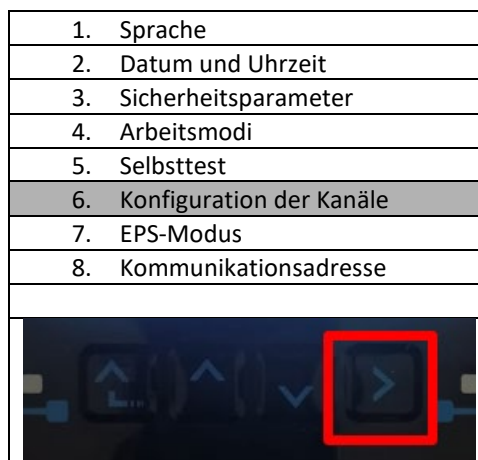 1. Sprache
2. Datum und Uhrzeit
3. Sicherheitsparameter
4. Arbeitsmodi
5. Selbsttest
6. Konfiguration der Kanäle
7. EPS-Modus
8. Kommunikationsadresse